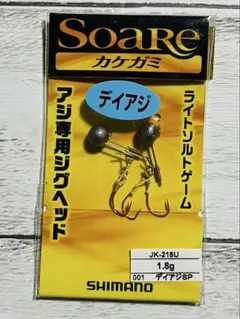 SOARE
カケガミ
デイアジ
アジ専用ジグヘッド
ライトソルトゲーム
JK-218U
1.8g
001 デイアジSP
SHIMANO